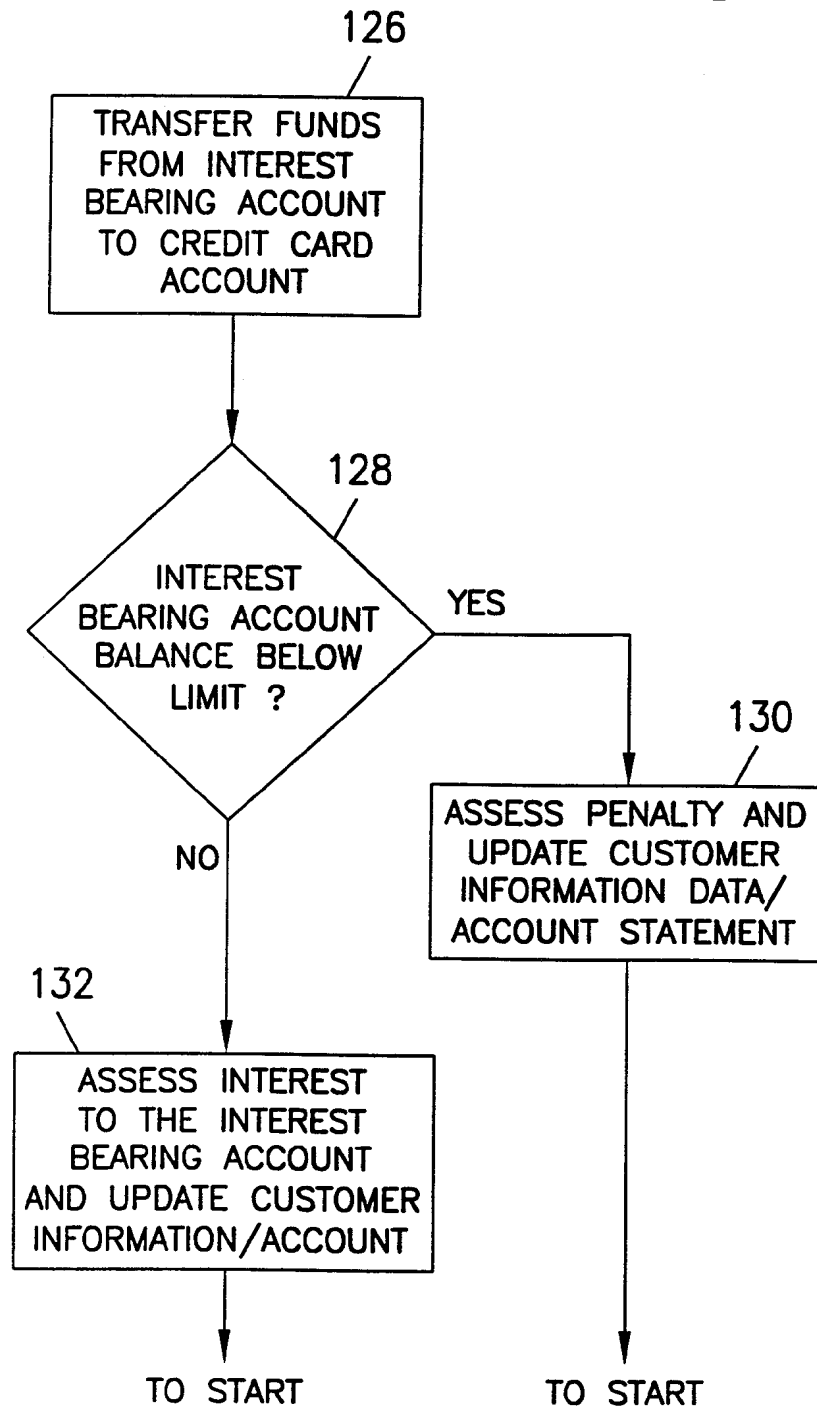 126
TRANSFER FUNDS
FROM INTEREST
BEARING ACCOUNT
TO CREDIT CARD
ACCOUNT
128
INTEREST
BEARING ACCOUNT
BALANCE BELOW
LIMIT ?
YES
NO
130
ASSESS PENALTY AND
UPDATE CUSTOMER
INFORMATION DATA/
ACCOUNT STATEMENT
132
ASSESS INTEREST
TO THE INTEREST
BEARING ACCOUNT
AND UPDATE CUSTOMER
INFORMATION/ACCOUNT
TO START
TO START